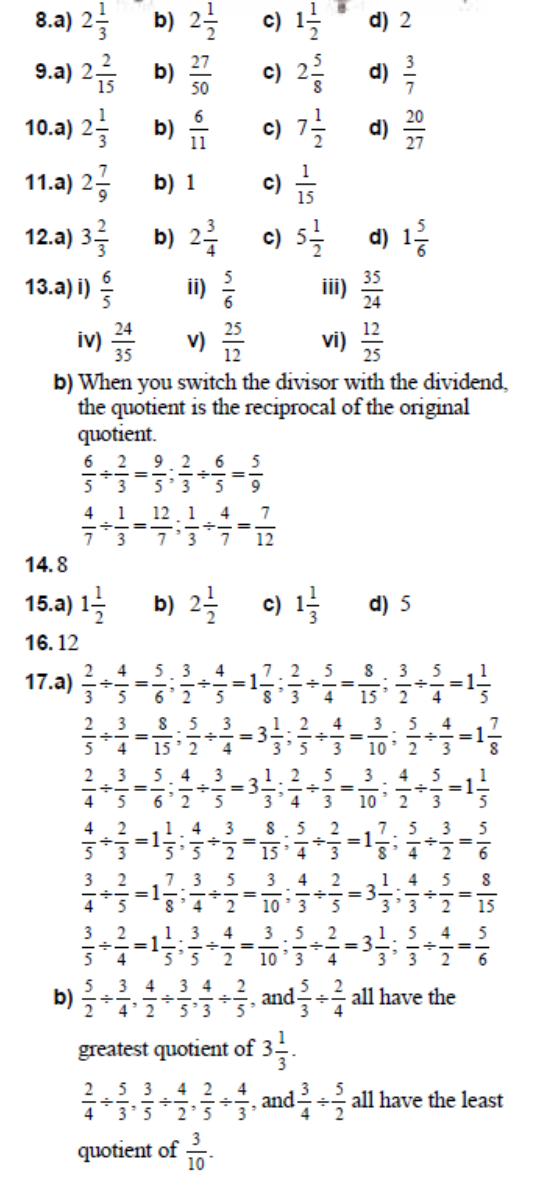 8.a) 2 1/3 b) 2 1/2 c) 1 1/2 d) 2
9.a) 2 2/15 b) 27/50 c) 2 5/8 d) 3/7
10.a) 2 1/3 b) 6/11 c) 7 1/2 d) 20/27
11.a) 2 7/9 b) 1 c) 1/15
12.a) 3 2/3 b) 2 3/4 c) 5 1/2 d) 1 5/6
13.a) i) 6/5 ii) 5/6 iii) 35/24
iv) 24/35 v) 25/12 vi) 12/25
b) When you switch the divisor with the dividend,
the quotient is the reciprocal of the original
quotient.
6/5 ÷ 2/3 = 9/5; 2/3 ÷ 6/5 = 5/9
4/7 ÷ 1/3 = 12/7; 1/3 ÷ 4/7 = 7/12
14. 8
15.a) 1 1/2 b) 2 1/2 c) 1 1/3 d) 5
16. 12
17.a) 2/3 ÷ 4/5 = 5/6; 3/2 ÷ 4/5 = 1 7/8; 2/3 ÷ 5/4 = 8/15; 3/2 ÷ 5/4 = 1 1/5
2/5 ÷ 3/4 = 8/15; 5/2 ÷ 3/4 = 3 1/3; 2/5 ÷ 4/3 = 3/10; 5/2 ÷ 4/3 = 1 7/8
2/4 ÷ 3/5 = 5/6; 4/2 ÷ 3/5 = 3 1/3; 2/4 ÷ 5/3 = 3/10; 4/2 ÷ 5/3 = 1 1/5
4/5 ÷ 2/3 = 1 1/5; 4/5 ÷ 3/2 = 8/15; 5/4 ÷ 2/3 = 1 7/8; 5/4 ÷ 3/2 = 5/6
3/4 ÷ 2/5 = 1 7/8; 3/4 ÷ 5/2 = 3/10; 4/3 ÷ 2/5 = 3 1/3; 4/3 ÷ 5/2 = 8/15
3/5 ÷ 2/4 = 1 1/5; 3/5 ÷ 4/2 = 3/10; 5/3 ÷ 2/4 = 3 1/3; 5/3 ÷ 4/2 = 5/6
b) 5/2 ÷ 3/4, 4/2 ÷ 3/5, 4/3 ÷ 2/5, and 5/3 ÷ 2/4 all have the
greatest quotient of 3 1/3.
2/4 ÷ 5/3, 3/5 ÷ 4/2, 2/5 ÷ 4/3, and 3/4 ÷ 5/2 all have the least
quotient of 3/10.